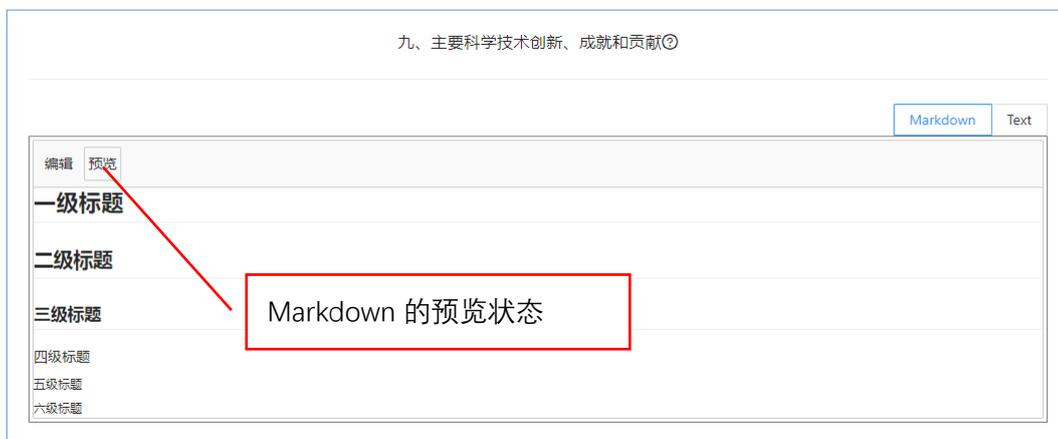 九、主要科学技术创新、成就和贡献?
Markdown Text
编辑 预览
一级标题
二级标题
三级标题
Markdown 的预览状态
四级标题
五级标题
六级标题